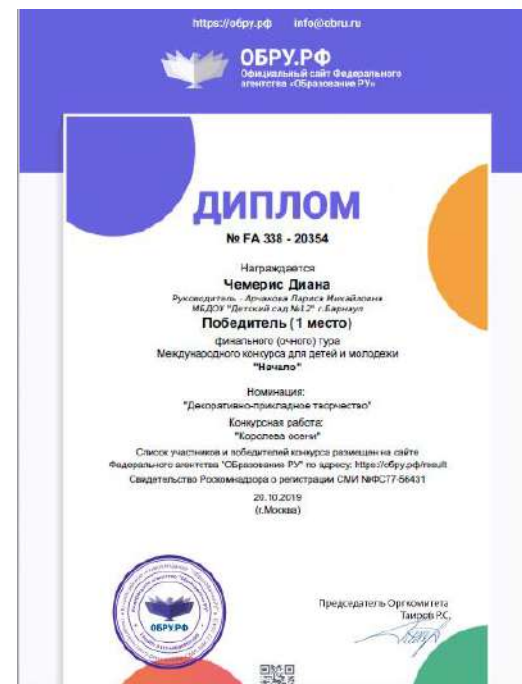 https://обру.рф info@obru.ru
ОБРУ.РФ
Официальный сайт Федерального
агентства «Образование РУ»
ДИПЛОМ
№ FA 338 - 20354
Награждается
Чемерис Диана
Руководитель - Арчакова Лариса Михайловна
МБДОУ "Детский сад №12" г.Барнаул
Победитель (1 место)
финального (очного) тура
Международного конкурса для детей и молодежи
"Начало"
Номинация:
"Декоративно-прикладное творчество"
Конкурсная работа:
"Королева осени"
Список участников и победителей конкурса размещен на сайте
Федерального агентства "Образование РУ" по адресу: https://обру.рф/result
Свидетельство Роскомнадзора о регистрации СМИ №ФС77-56431
20.10.2019
(г.Москва)
Председатель Оргкомитета
Таиров Р.С.
ОБРУ.РФ